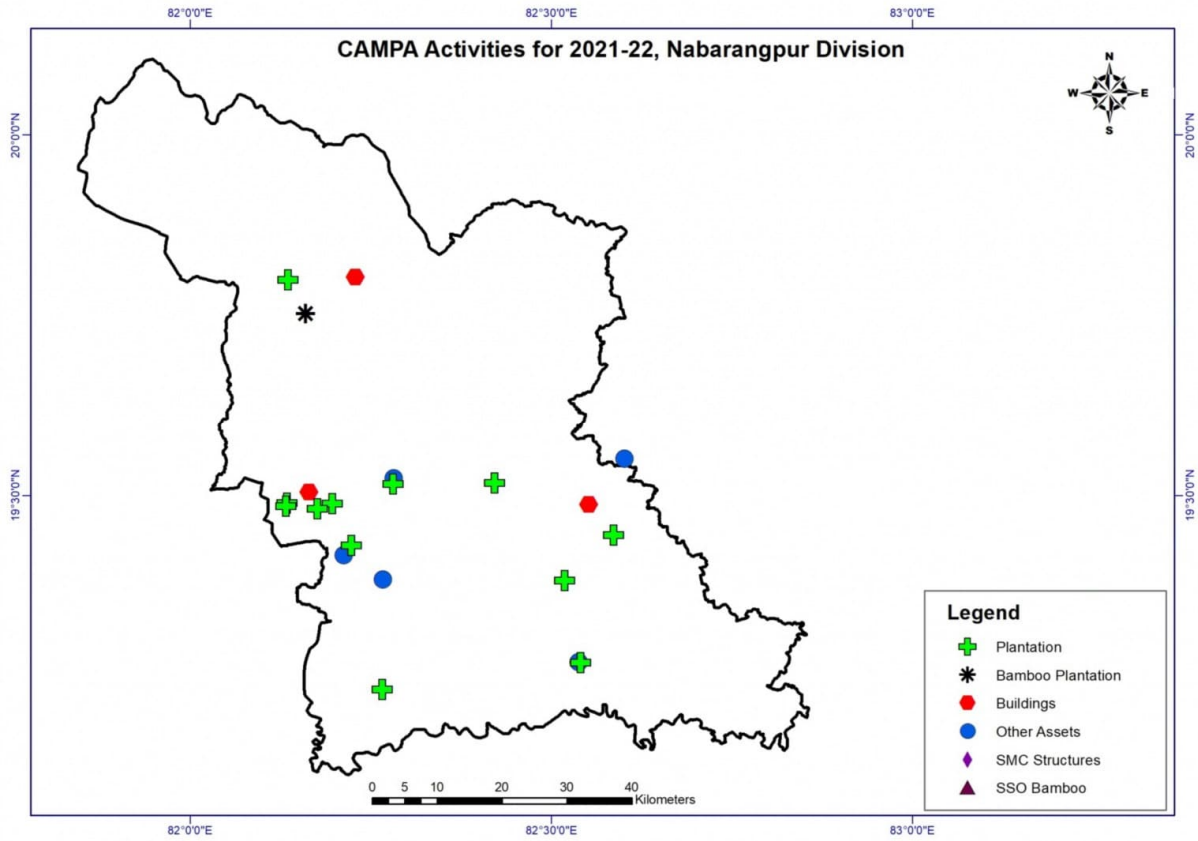 82°0'0"E 82°30'0"E 83°0'0"E
CAMPA Activities for 2021-22, Nabarangpur Division
N
W E
S
20°0'0"N 20°0'0"N
19°30'0"N 19°30'0"N
Legend
Plantation
Bamboo Plantation
Buildings
Other Assets
SMC Structures
SSO Bamboo
0 5 10 20 30 40
Kilometers
82°0'0"E 82°30'0"E 83°0'0"E